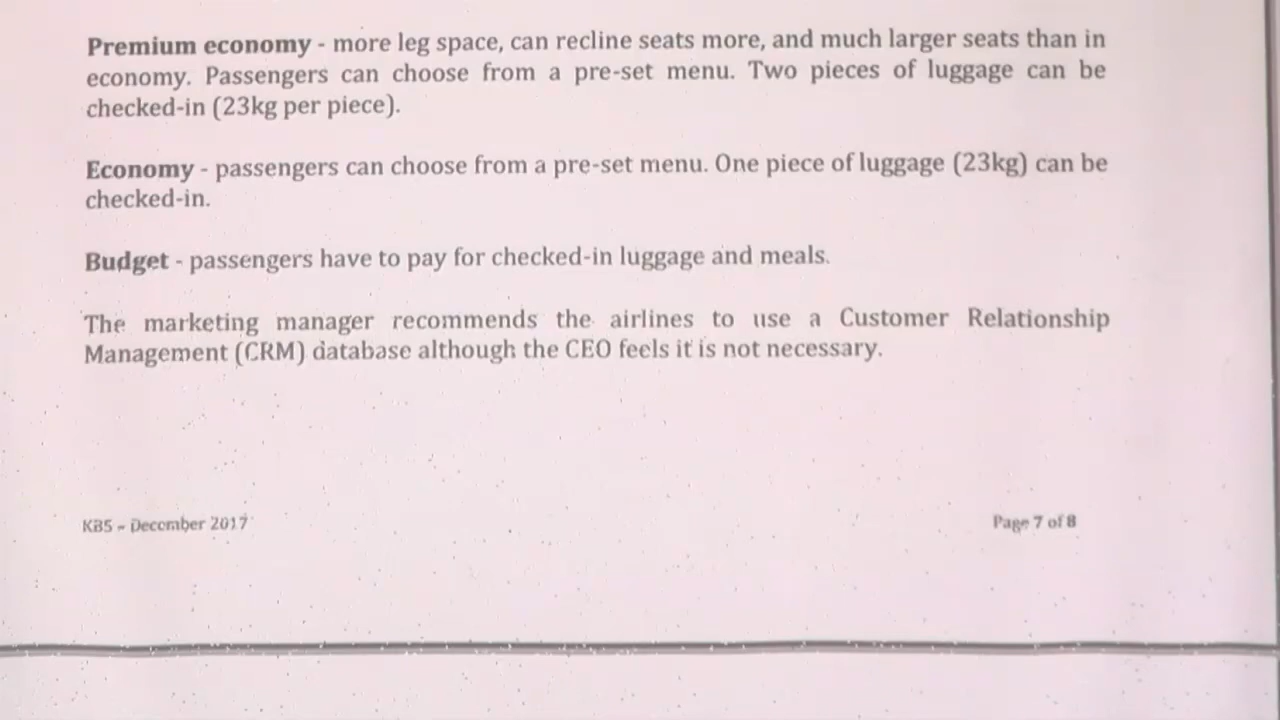 Premium economy - more leg space, can recline seats more, and much larger seats than in
economy. Passengers can choose from a pre-set menu. Two pieces of luggage can be
checked-in (23kg per piece).
Economy - passengers can choose from a pre-set menu. One piece of luggage (23kg) can be
checked-in.
Budget - passengers have to pay for checked-in luggage and meals.
The marketing manager recommends the airlines to use a Customer Relationship
Management (CRM) database although the CEO feels it is not necessary.
KB5 - December 2017
Page 7 of 8